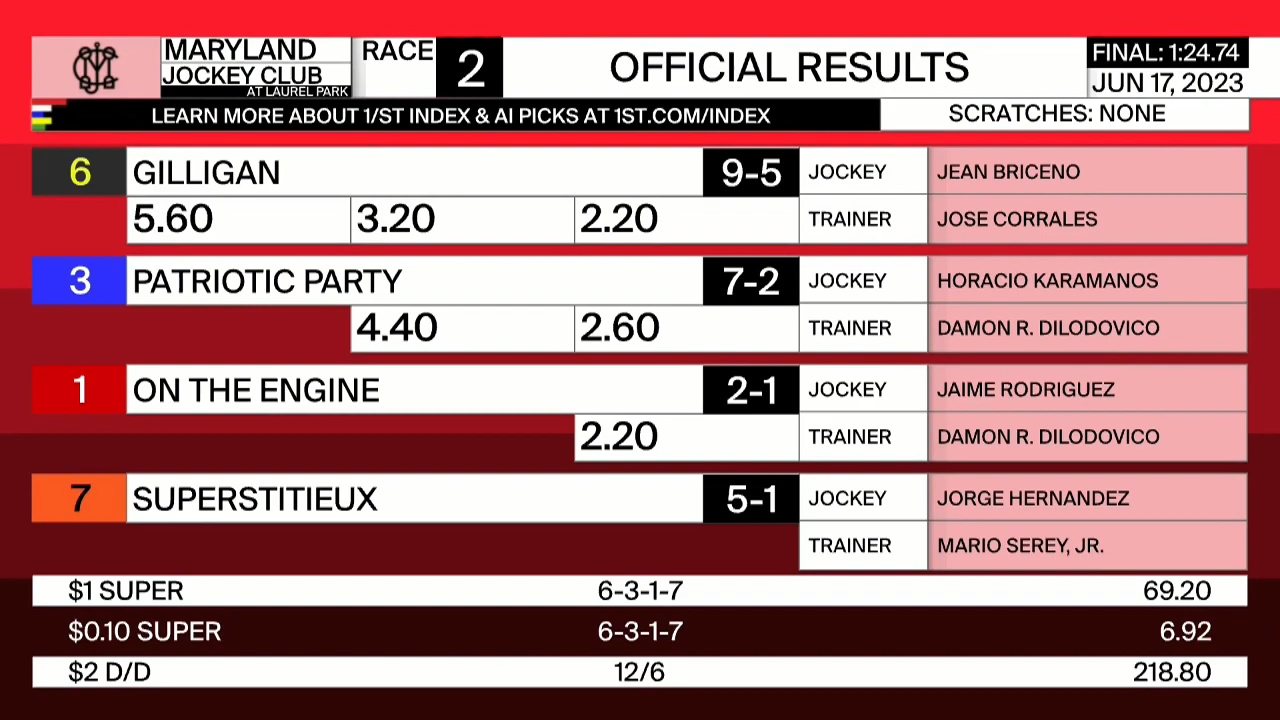 MARYLAND
JOCKEY CLUB
AT LAUREL PARK
RACE 2
OFFICIAL RESULTS
FINAL: 1:24.74
JUN 17, 2023
LEARN MORE ABOUT 1/ST INDEX & AI PICKS AT 1ST.COM/INDEX
SCRATCHES: NONE
6 GILLIGAN 9-5 JOCKEY JEAN BRICENO
5.60 3.20 2.20 TRAINER JOSE CORRALES
3 PATRIOTIC PARTY 7-2 JOCKEY HORACIO KARAMANOS
4.40 2.60 TRAINER DAMON R. DILODOVICO
1 ON THE ENGINE 2-1 JOCKEY JAIME RODRIGUEZ
2.20 TRAINER DAMON R. DILODOVICO
7 SUPERSTITIEUX 5-1 JOCKEY JORGE HERNANDEZ
TRAINER MARIO SEREY, JR.
$1 SUPER 6-3-1-7 69.20
$0.10 SUPER 6-3-1-7 6.92
$2 D/D 12/6 218.80